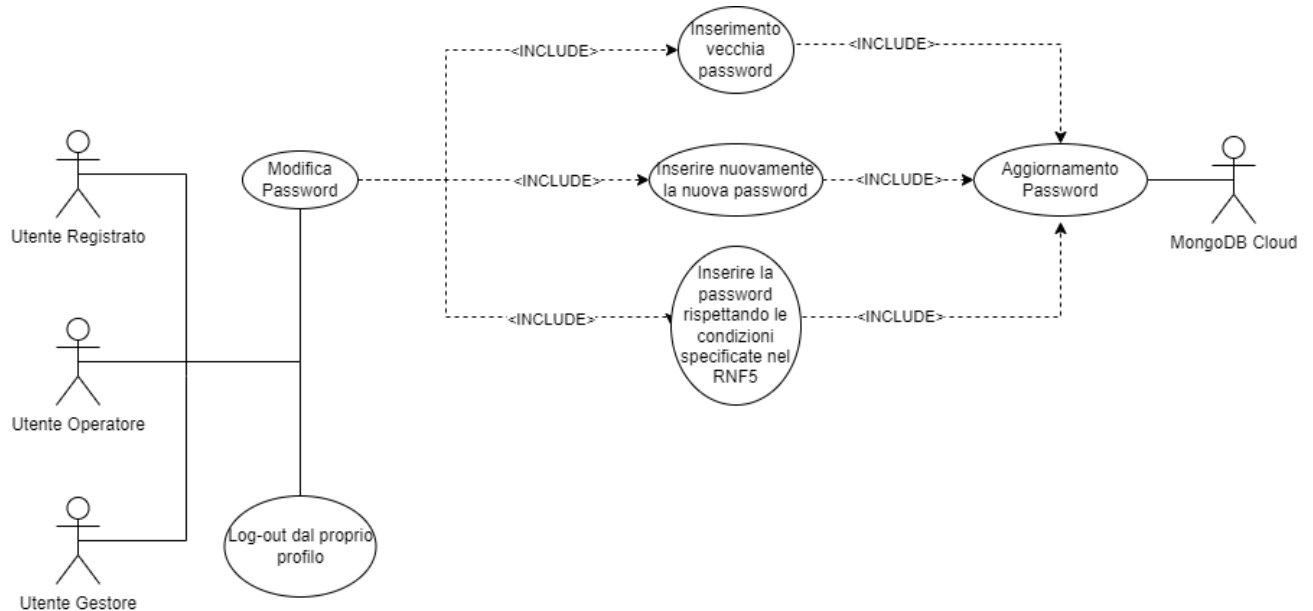 Inserimento
vecchia
password
<INCLUDE>
<INCLUDE>
Utente Registrato
Modifica
Password
<INCLUDE>
Inserire nuovamente
la nuova password
<INCLUDE>
Aggiornamento
Password
MongoDB Cloud
<INCLUDE>
Inserire la
password
rispettando le
condizioni
specificate nel
RNF5
<INCLUDE>
Utente Operatore
Log-out dal proprio
profilo
Utente Gestore